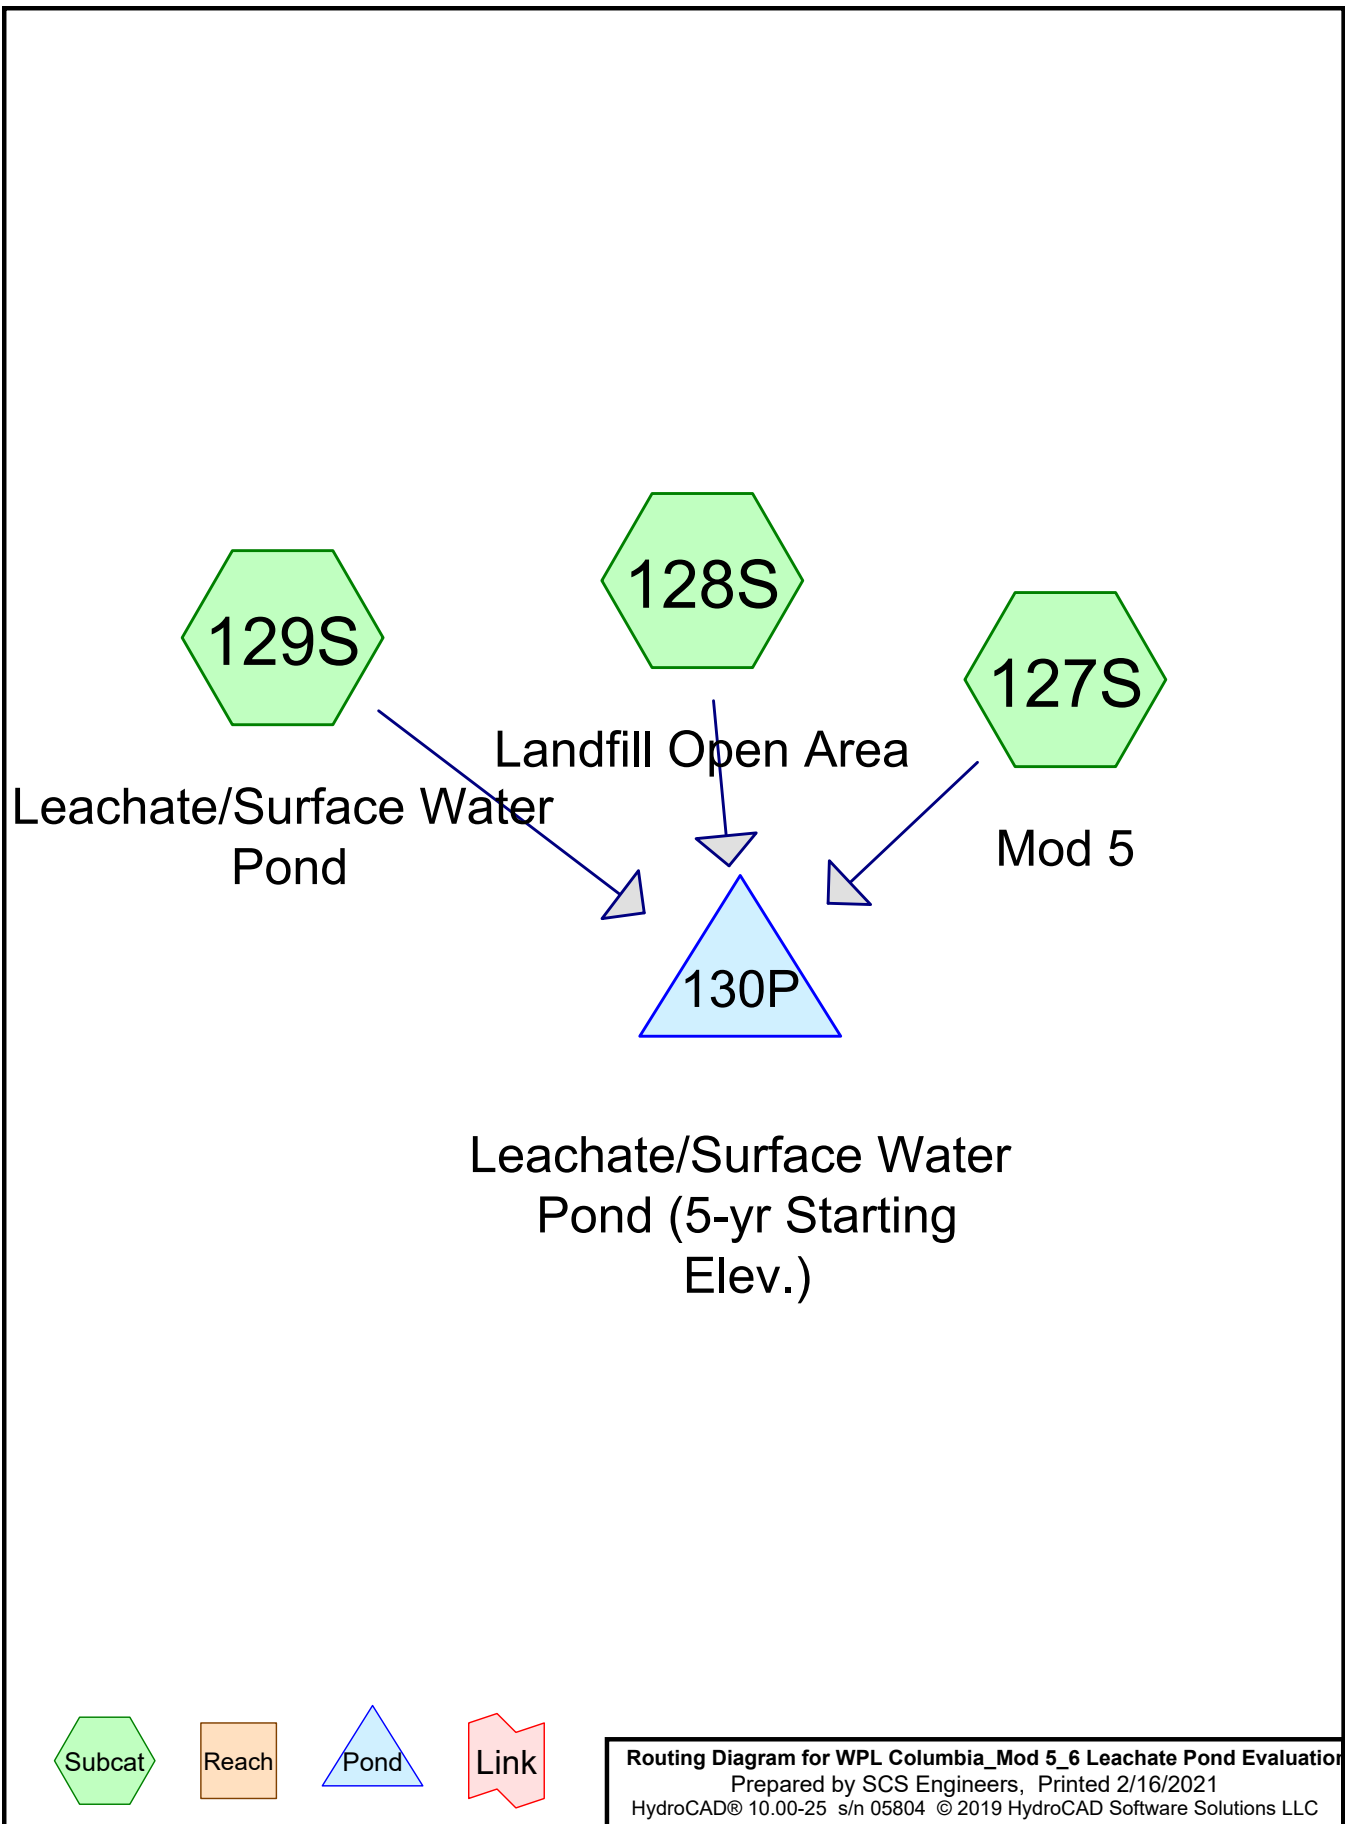 128S
129S
127S
Landfill Open Area
Leachate/Surface Water
Pond
Mod 5
130P
Leachate/Surface Water
Pond (5-yr Starting
Elev.)
Subcat
Reach
Pond
Link
Routing Diagram for WPL Columbia_Mod 5_6 Leachate Pond Evaluation
Prepared by SCS Engineers, Printed 2/16/2021
HydroCAD® 10.00-25 s/n 05804 © 2019 HydroCAD Software Solutions LLC